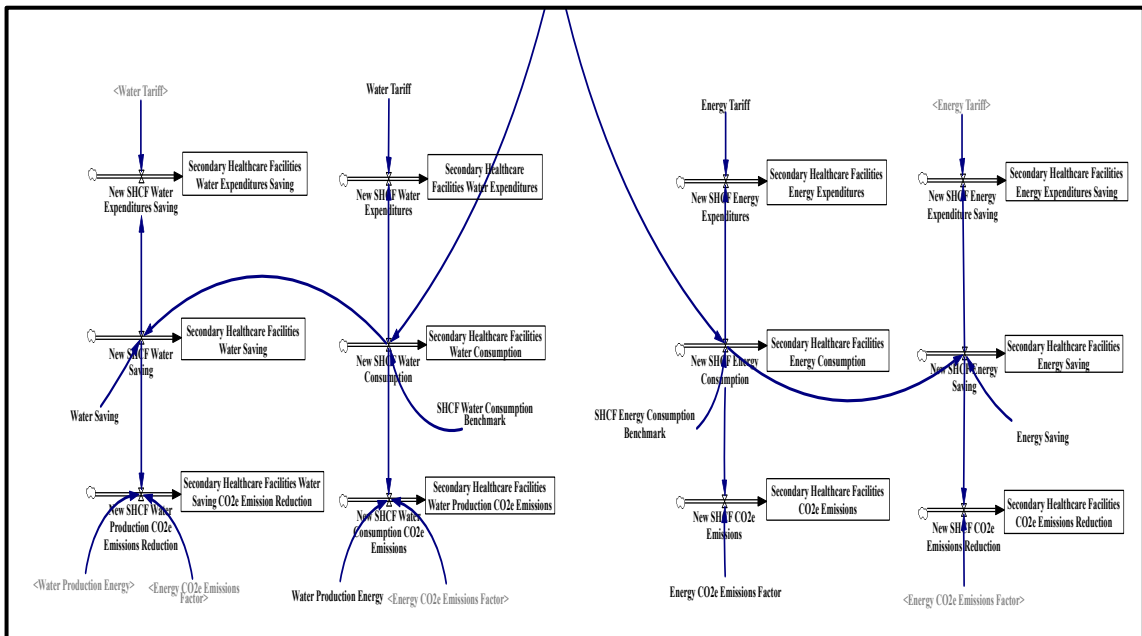 <Water Tariff>
Water Tariff
Energy Tariff
<Energy Tariff>
Secondary Healthcare Facilities
Water Expenditures Saving
New SHCF Water
Expenditures Saving
Secondary Healthcare
Facilities Water Expenditures
New SHCF Water
Expenditures
Secondary Healthcare Facilities
Energy Expenditures
New SHCF Energy
Expenditures
Secondary Healthcare Facilities
Energy Expenditures Saving
New SHCF Energy
Expenditure Saving
Secondary Healthcare Facilities
Water Saving
New SHCF Water
Saving
Secondary Healthcare Facilities
Water Consumption
New SHCF Water
Consumption
Secondary Healthcare Facilities
Energy Consumption
New SHCF Energy
Consumption
Secondary Healthcare Facilities
Energy Saving
New SHCF Energy
Saving
Water Saving
SHCF Water Consumption
Benchmark
SHCF Energy Consumption
Benchmark
Energy Saving
Secondary Healthcare Facilities Water
Saving CO2e Emission Reduction
New SHCF Water
Production CO2e
Emissions Reduction
Secondary Healthcare Facilities
Water Production CO2e Emissions
New SHCF Water
Consumption CO2e
Emissions
Secondary Healthcare Facilities
CO2e Emissions
New SHCF CO2e
Emissions
Secondary Healthcare Facilities
CO2e Emissions Reduction
New SHCF CO2e
Emissions Reduction
<Water Production Energy>
<Energy CO2e Emissions
Factor>
Water Production Energy
<Energy CO2e Emissions Factor>
Energy CO2e Emissions Factor
<Energy CO2e Emissions Factor>